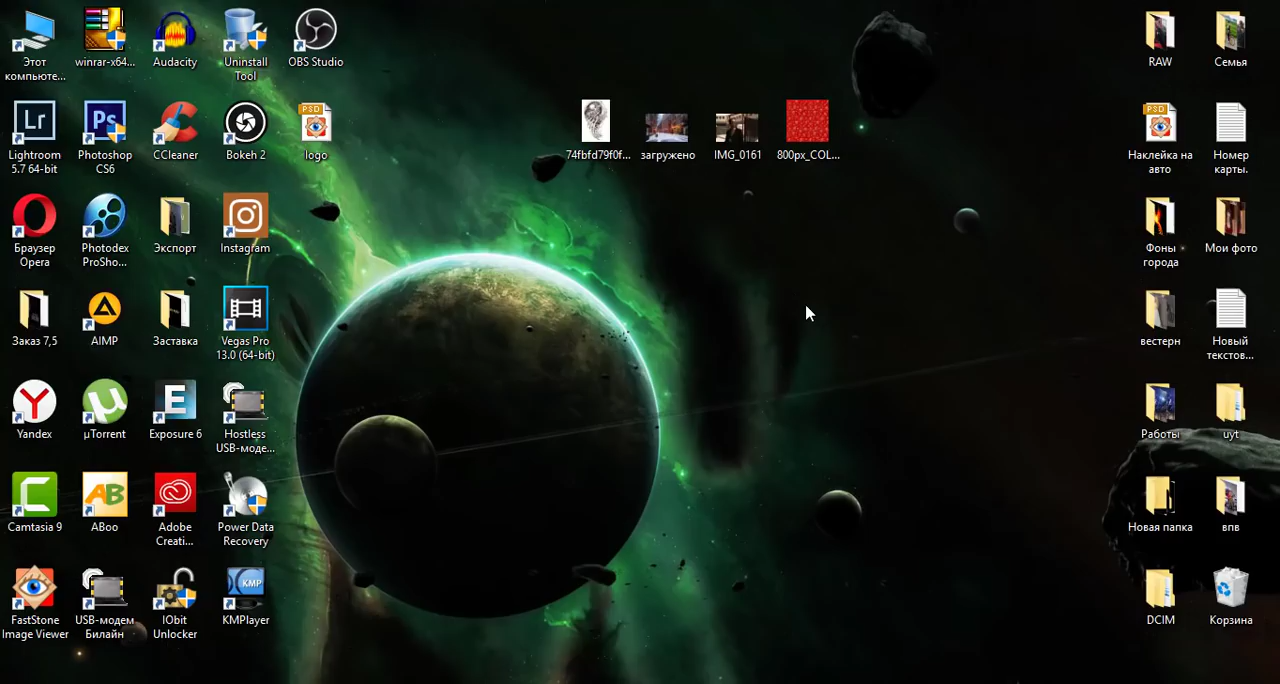 Этот
компьюте...
winrar-x64...
Audacity
Uninstall
Tool
OBS Studio
RAW
Семья
Lr
Lightroom
5.7 64-bit
Ps
Photoshop
CS6
CCleaner
Bokeh 2
PSD
logo
74fbfd79f0f...
загружено
IMG_0161
800px_COL...
PSD
Наклейка на
авто
Номер
карты.
Браузер
Opera
Photodex
ProSho...
Экспорт
Instagram
Фоны
города
Мои фото
Заказ 7,5
AIMP
Заставка
Vegas Pro
13.0 (64-bit)
вестерн
Новый
текстов...
Yandex
µTorrent
E
Exposure 6
Hostless
USB-моде...
Работы
uyt
Camtasia 9
AB
ABoo
Adobe
Creati...
Power Data
Recovery
Новая папка
впв
FastStone
Image Viewer
USB-модем
Билайн
IObit
Unlocker
KMP
KMPlayer
DCIM
Корзина